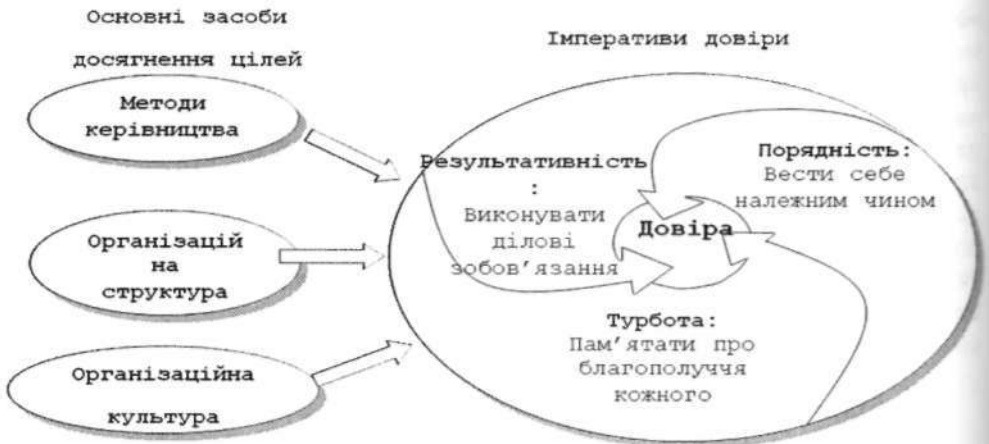 Основні засоби
досягнення цілей
Методи
керівництва
Організацій
на
структура
Організаційна
культура
Імперативи довіри
Результативність
:
Виконувати
ділові
зобов’язання
Порядність:
Вести себе
належним чином
Довіра
Турбота:
Пам’ятати про
благополуччя
кожного